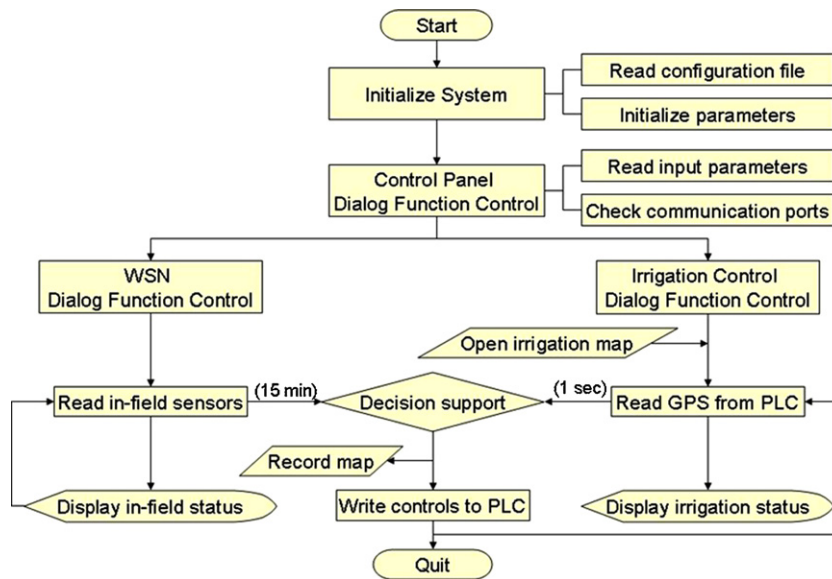 Start
Initialize System
Read configuration file
Initialize parameters
Control Panel
Dialog Function Control
Read input parameters
Check communication ports
WSN
Dialog Function Control
Irrigation Control
Dialog Function Control
Open irrigation map
Read in-field sensors
(15 min)
Decision support
(1 sec)
Read GPS from PLC
Record map
Display in-field status
Write controls to PLC
Display irrigation status
Quit